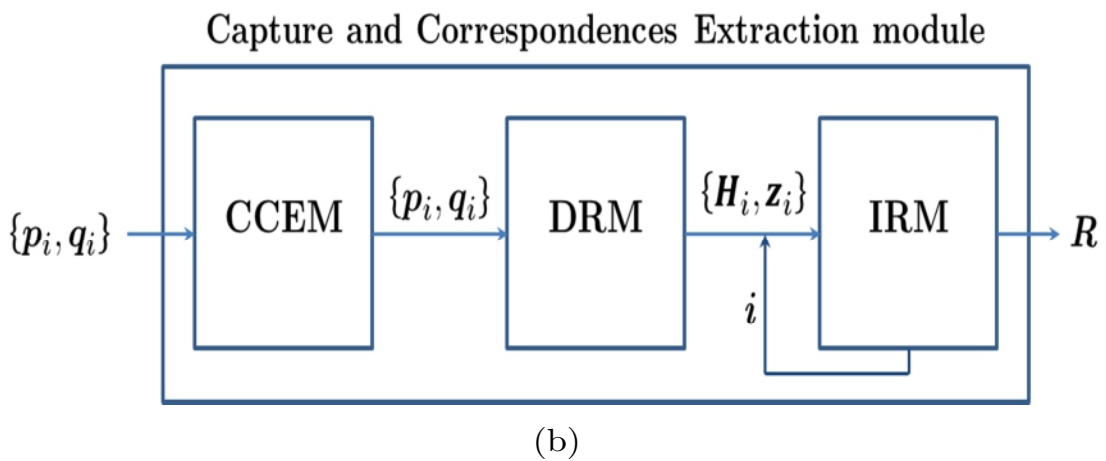 Capture and Correspondences Extraction module
{p_i, q_i}
CCEM
{p_i, q_i}
DRM
{H_i, z_i}
i
IRM
R
(b)